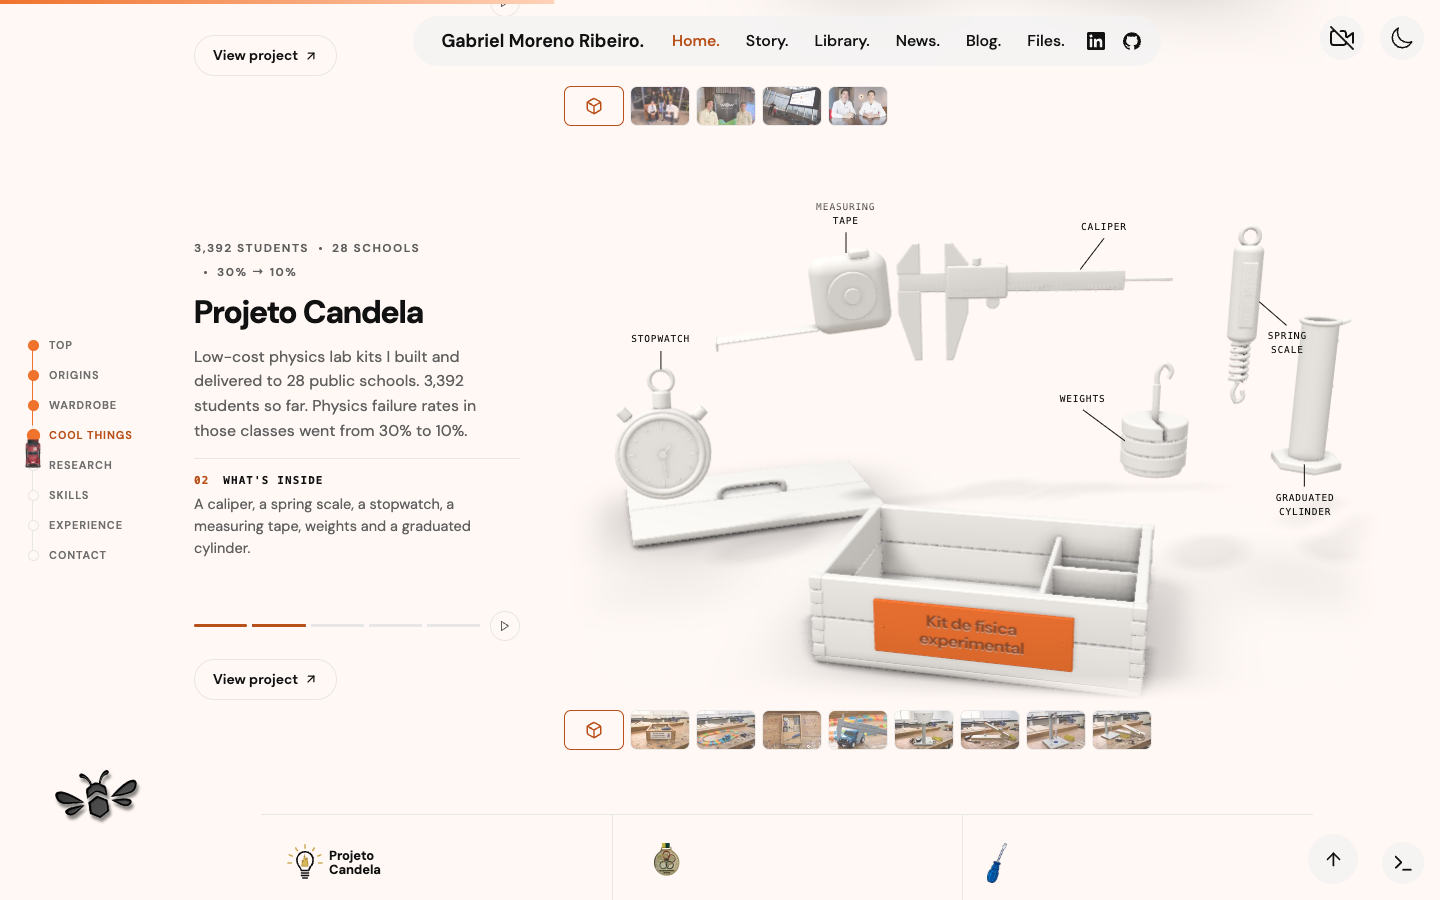 View project
Gabriel Moreno Ribeiro.
Home.
Story.
Library.
News.
Blog.
Files.
3,392 STUDENTS • 28 SCHOOLS
• 30% → 10%
Projeto Candela
Low-cost physics lab kits I built and
delivered to 28 public schools. 3,392
students so far. Physics failure rates in
those classes went from 30% to 10%.
02 WHAT'S INSIDE
A caliper, a spring scale, a stopwatch, a
measuring tape, weights and a graduated
cylinder.
View project
TOP
ORIGINS
WARDROBE
COOL THINGS
RESEARCH
SKILLS
EXPERIENCE
CONTACT
MEASURING
TAPE
CALIPER
STOPWATCH
SPRING
SCALE
WEIGHTS
GRADUATED
CYLINDER
Kit de física
experimental
Projeto
Candela